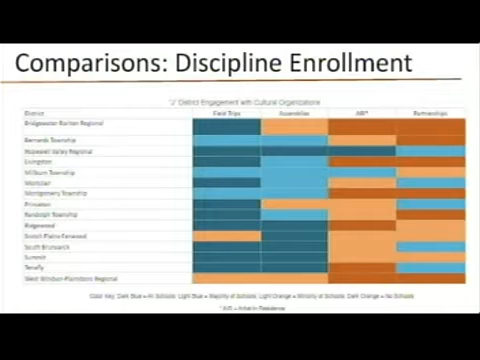 Comparisons: Discipline Enrollment
"J" District Engagement with Cultural Organizations
District Field Trips Assemblies AIR* Partnerships
Bridgewater-Raritan Regional
Bernards Township
Hopewell Valley Regional
Livingston
Millburn Township
Montclair
Montgomery Township
Princeton
Randolph Township
Ridgewood
Scotch Plains-Fanwood
South Brunswick
Summit
Tenafly
West Windsor-Plainsboro Regional
Color Key: Dark Blue = All Schools; Light Blue = Majority of Schools; Light Orange = Minority of Schools; Dark Orange = No Schools
* AIR = Artist in Residence